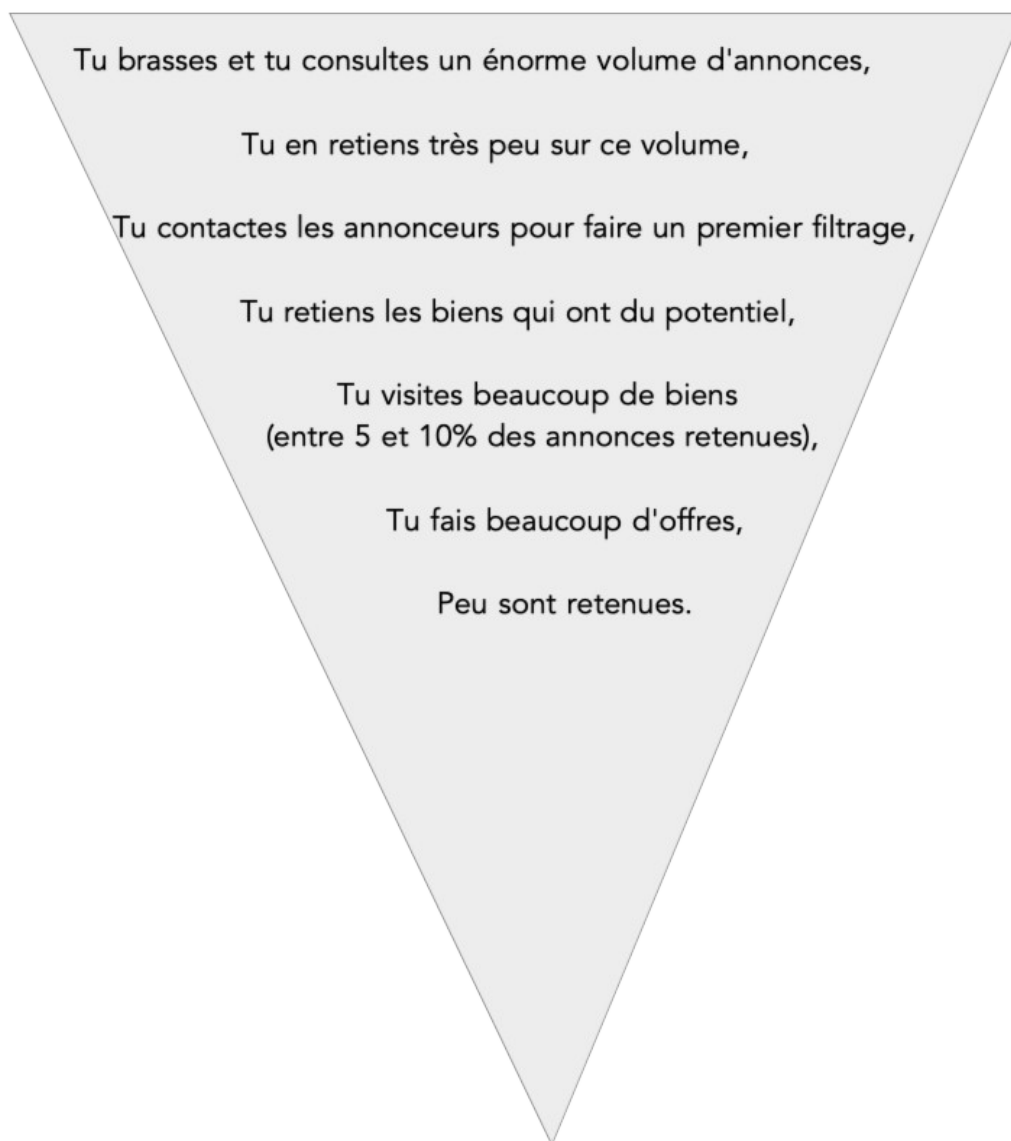 Tu brasses et tu consultes un énorme volume d'annonces,
Tu en retiens très peu sur ce volume,
Tu contactes les annonceurs pour faire un premier filtrage,
Tu retiens les biens qui ont du potentiel,
Tu visites beaucoup de biens
(entre 5 et 10% des annonces retenues),
Tu fais beaucoup d'offres,
Peu sont retenues.